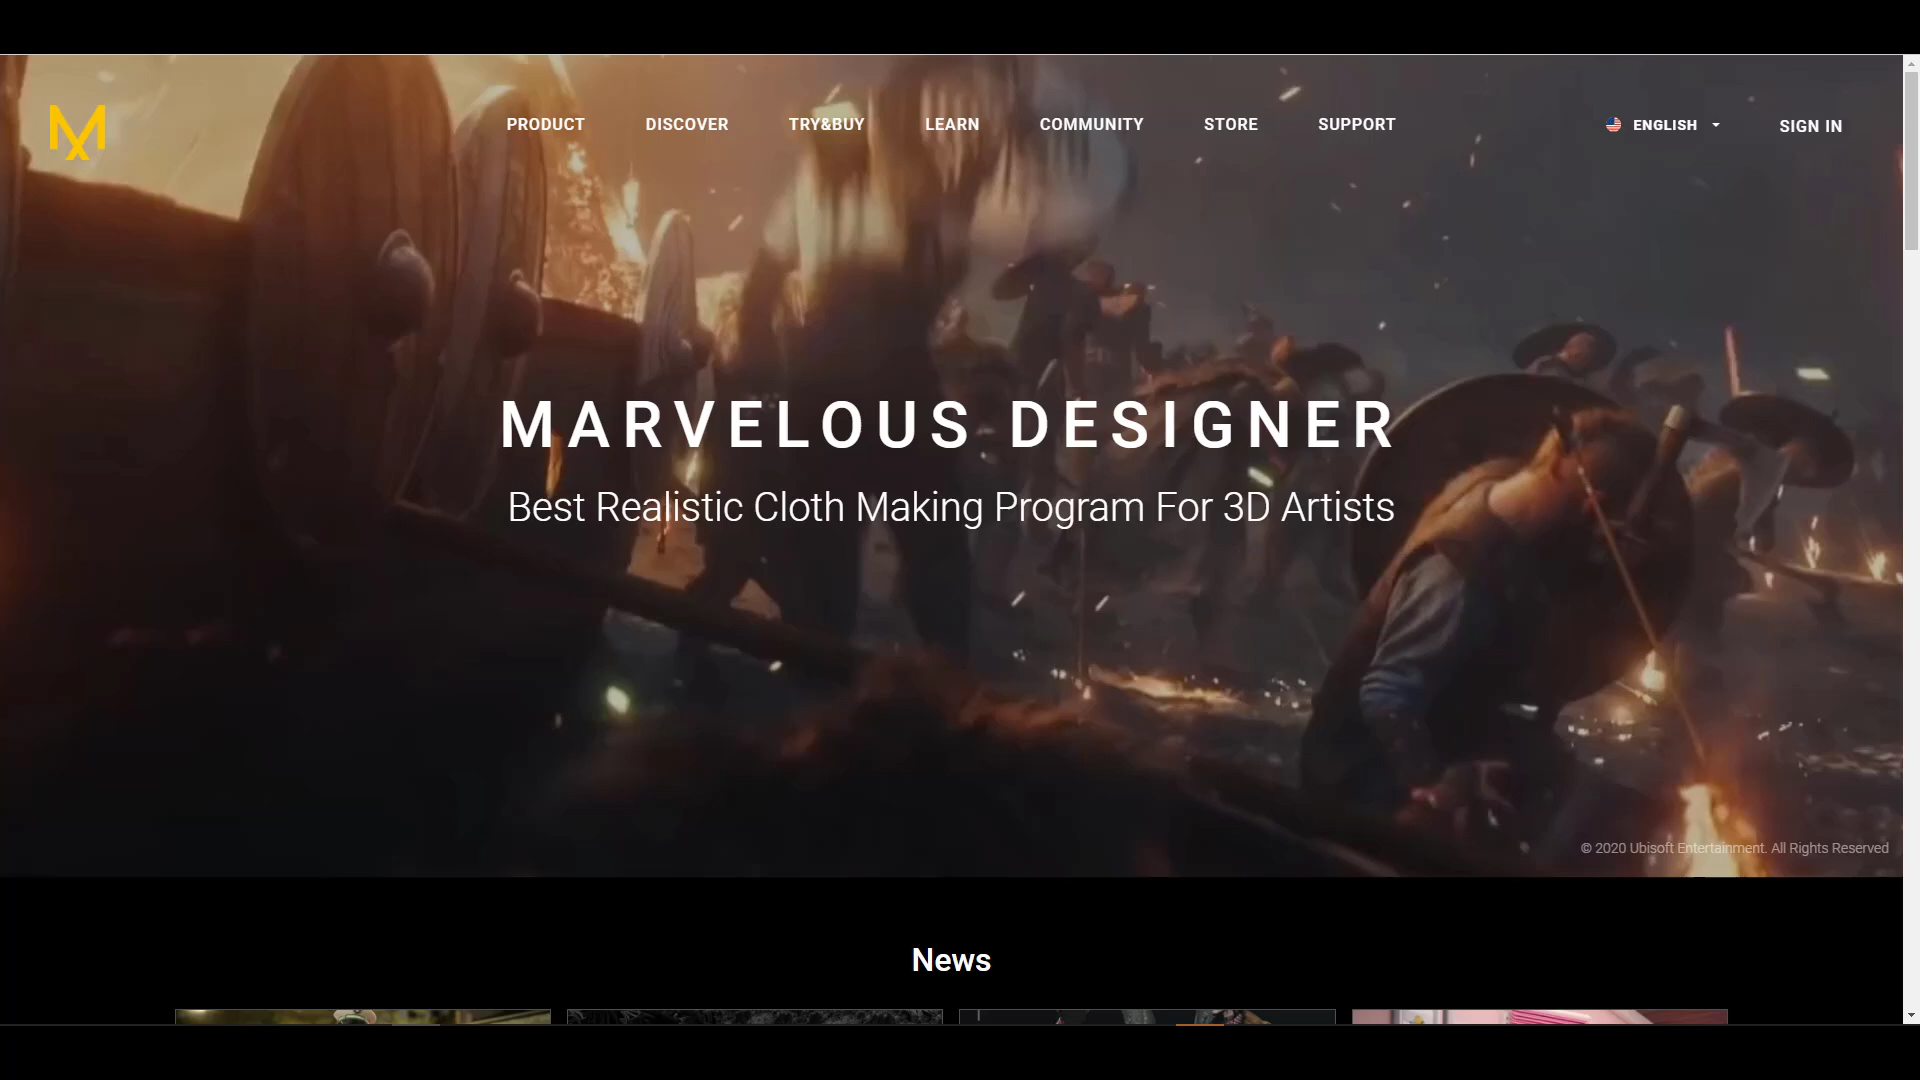 PRODUCT DISCOVER TRY&BUY LEARN COMMUNITY STORE SUPPORT ENGLISH SIGN IN
MARVELOUS DESIGNER
Best Realistic Cloth Making Program For 3D Artists
© 2020 Ubisoft Entertainment. All Rights Reserved
News